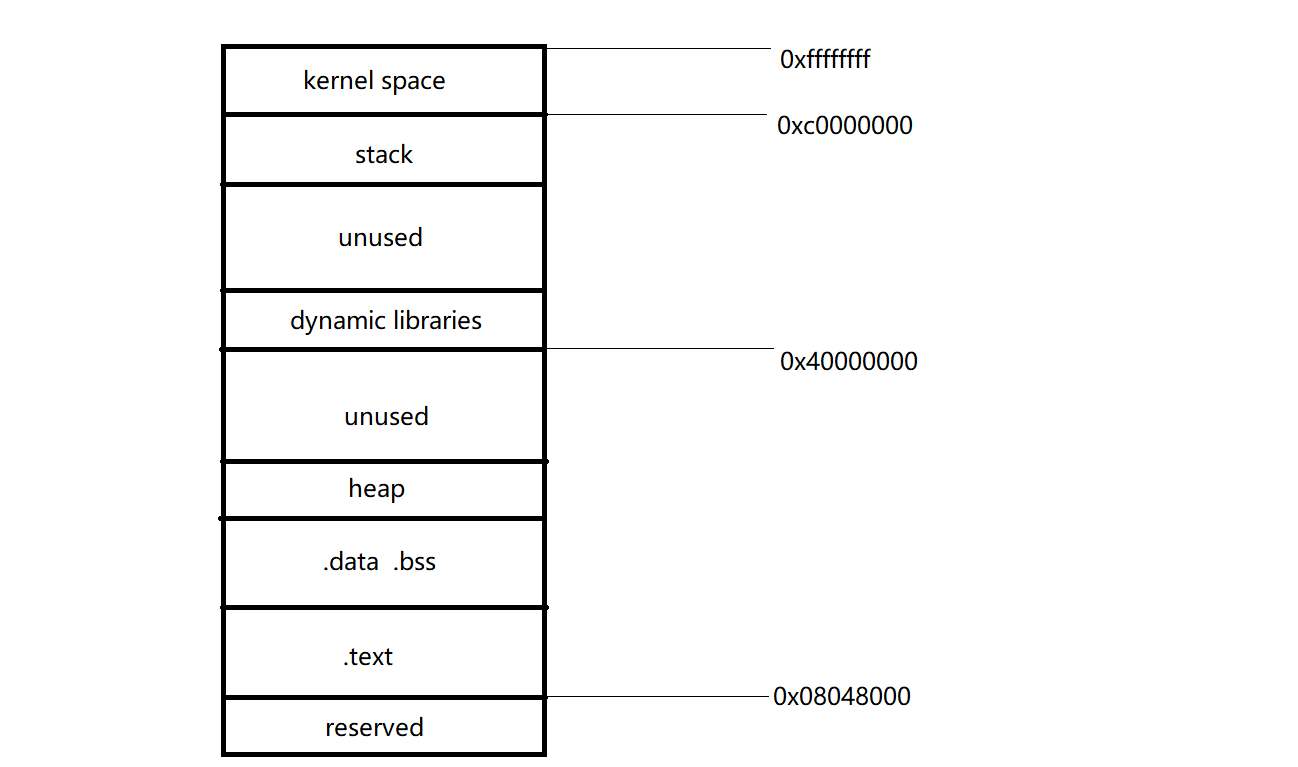 0xffffffff
kernel space
0xc0000000
stack
unused
dynamic libraries
0x40000000
unused
heap
.data .bss
.text
0x08048000
reserved